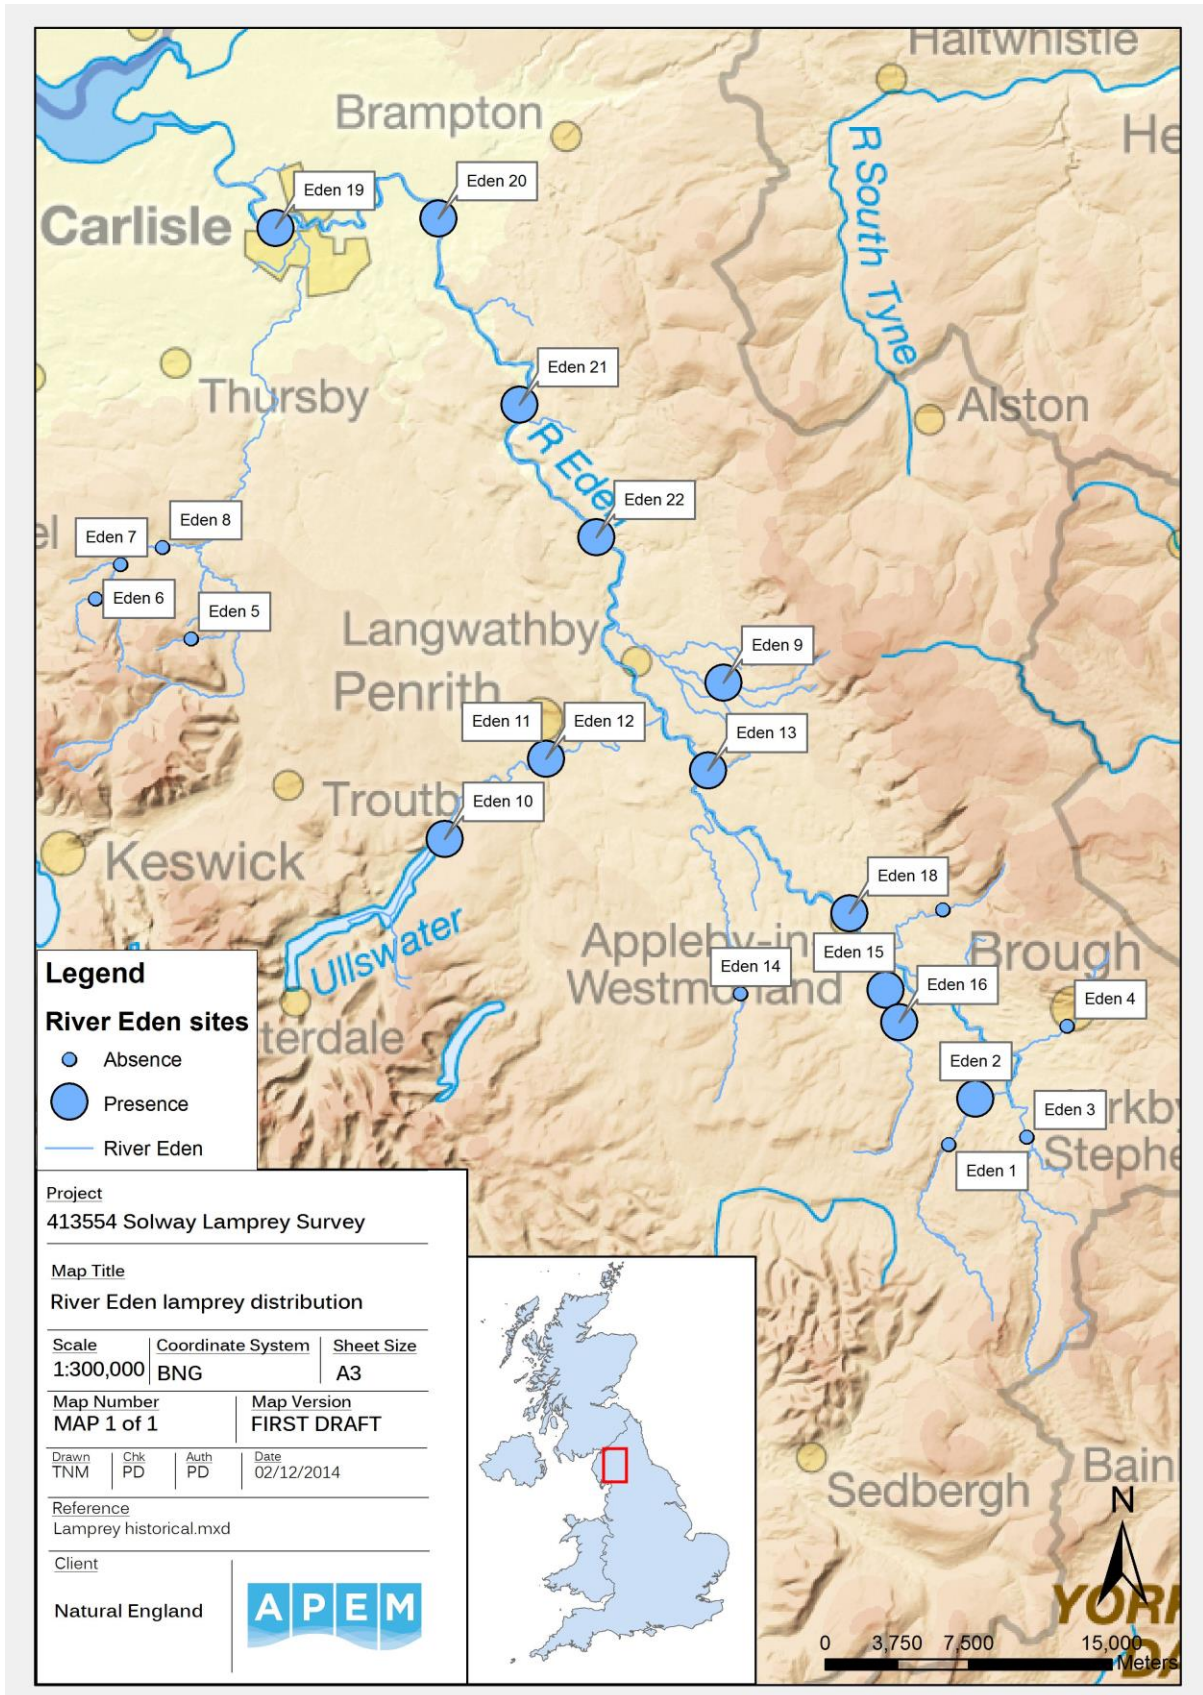 Haltwhistle
Brampton
He
R South Tyne
Eden 19
Eden 20
Carlisle
Eden 21
Thursby
Alston
R Eden
Eden 22
Eden 8
el
Eden 7
Eden 6
Eden 5
Langwathby
Eden 9
Penrith
Eden 11
Eden 12
Eden 13
Troutb
Eden 10
Keswick
Eden 18
Ullswater
Appleby-in
Westmorland
Eden 15
Brough
Eden 14
Eden 16
Eden 4
terdale
Eden 2
Eden 3
rkby
Stephe
Eden 1
Legend
River Eden sites
Absence
Presence
River Eden
Project
413554 Solway Lamprey Survey
Map Title
River Eden lamprey distribution
Scale
1:300,000
Coordinate System
BNG
Sheet Size
A3
Map Number
MAP 1 of 1
Map Version
FIRST DRAFT
Drawn
TNM
Chk
PD
Auth
PD
Date
02/12/2014
Reference
Lamprey historical.mxd
Client
Natural England
APEM
Sedbergh
Bain
N
YOR
DA
0 3,750 7,500 15,000
Meters